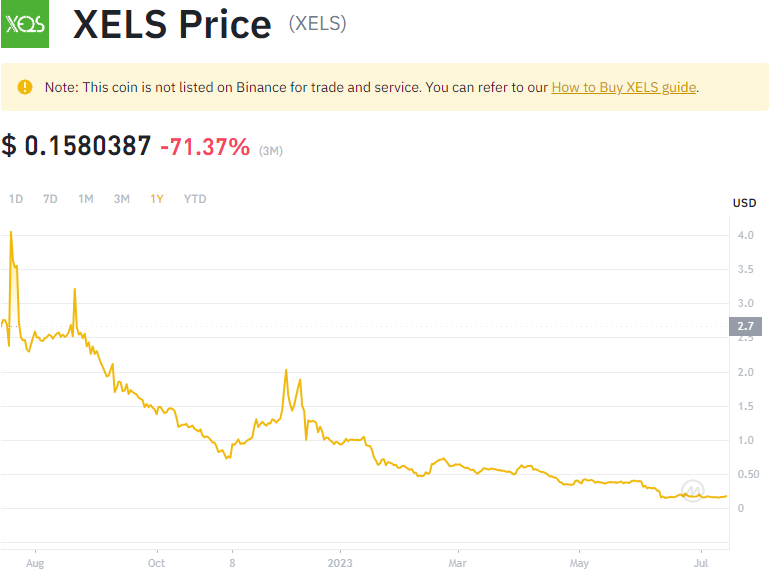 XELS
XELS Price (XELS)
Note: This coin is not listed on Binance for trade and service. You can refer to our How to Buy XELS guide.
$ 0.1580387 -71.37% (3M)
1D 7D 1M 3M 1Y YTD
USD
4.0
3.5
3.0
2.7
2.5
2.0
1.5
1.0
0.50
0
Aug Oct 8 2023 Mar May Jul